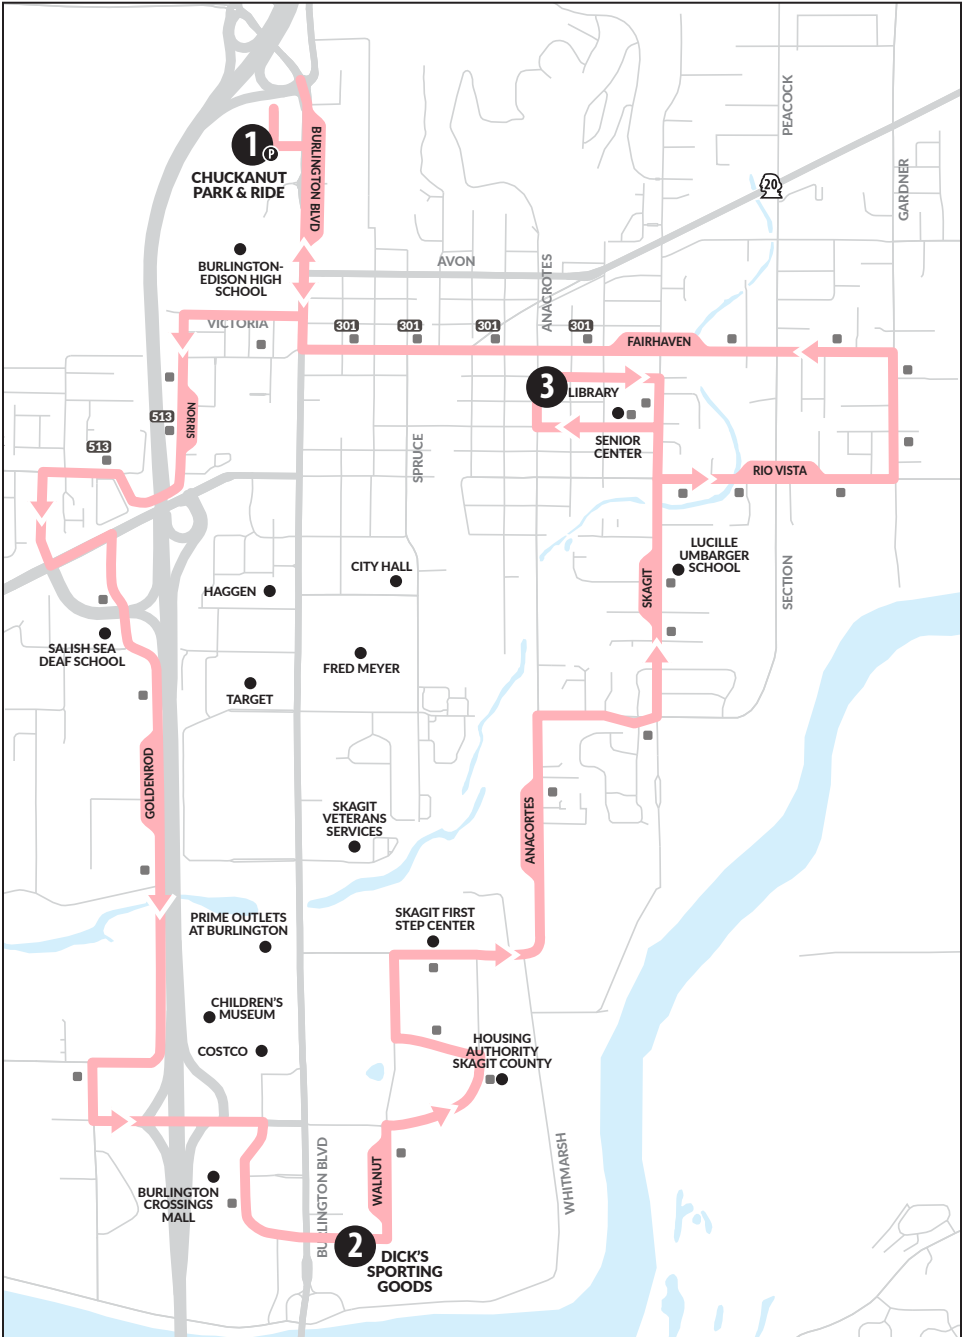 PEACOCK
BURLINGTON BLVD
1
P
CHUCKANUT
PARK & RIDE
20
GARDNER
BURLINGTON-
EDISON HIGH
SCHOOL
AVON
ANACROTES
VICTORIA
301
301
301
301
FAIRHAVEN
3
LIBRARY
NORRIS
513
513
SENIOR
CENTER
SPRUCE
RIO VISTA
LUCILLE
UMBARGER
SCHOOL
CITY HALL
HAGGEN
SKAGIT
SECTION
SALISH SEA
DEAF SCHOOL
FRED MEYER
TARGET
GOLDENROD
SKAGIT
VETERANS
SERVICES
ANACORTES
PRIME OUTLETS
AT BURLINGTON
SKAGIT FIRST
STEP CENTER
CHILDREN'S
MUSEUM
COSTCO
HOUSING
AUTHORITY
SKAGIT COUNTY
BURLINGTON BLVD
WALNUT
WHITMARSH
BURLINGTON
CROSSINGS
MALL
2
DICK'S
SPORTING
GOODS